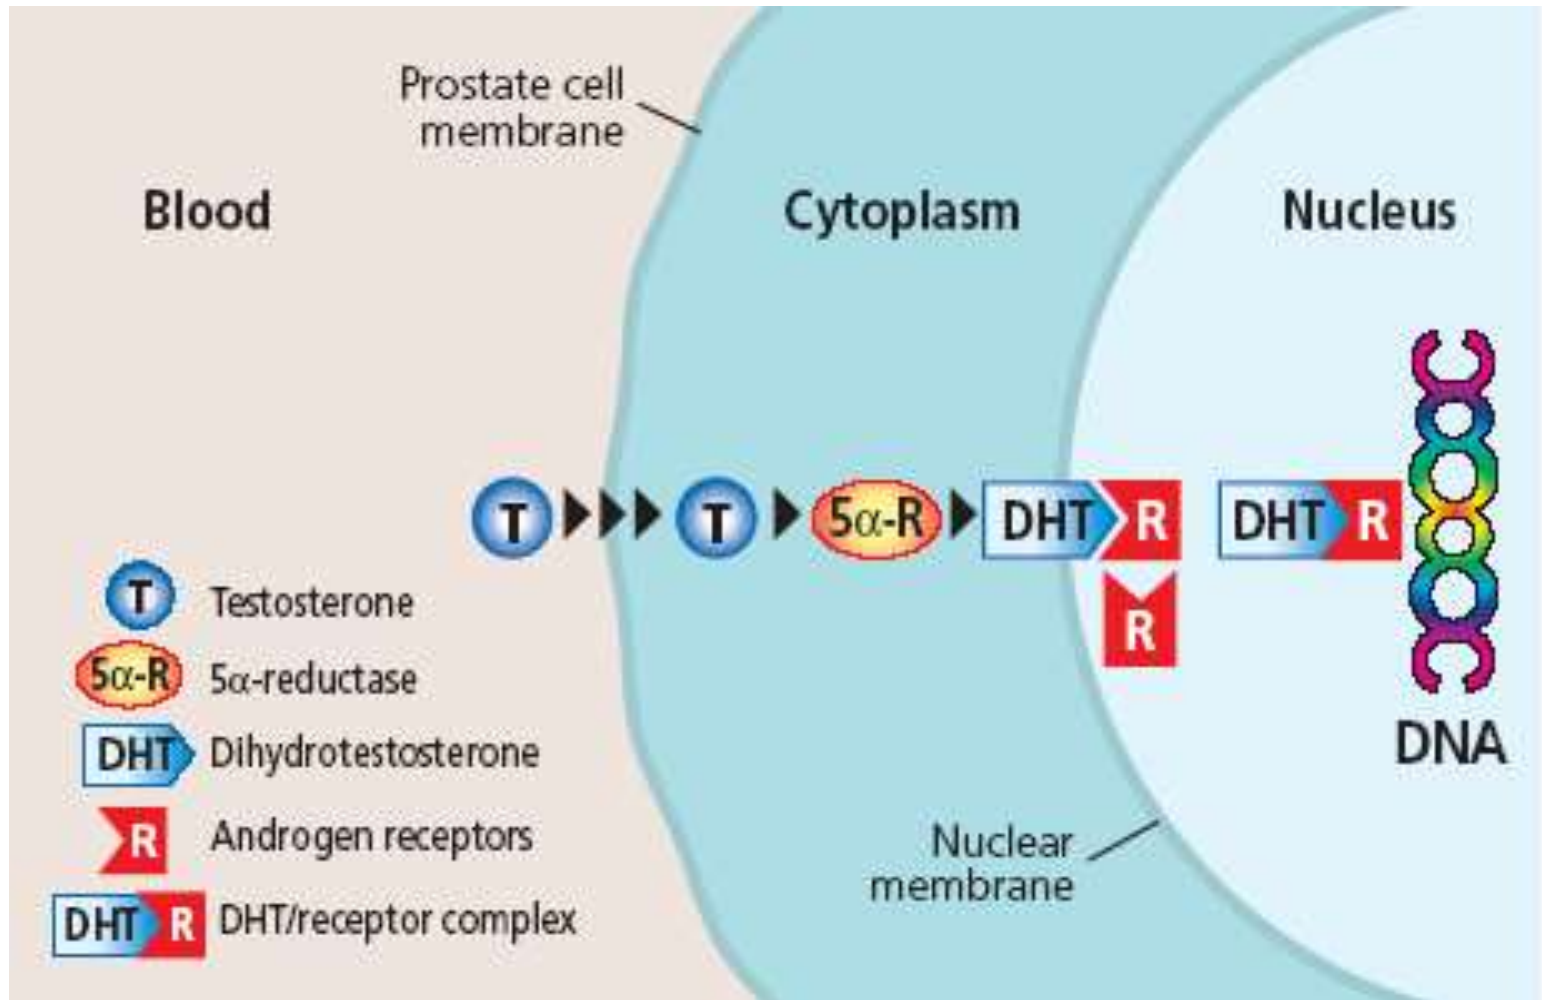 Prostate cell
membrane
Blood
Cytoplasm
Nucleus
T
T
5α-R
DHT R
DHT R
R
T Testosterone
5α-R 5α-reductase
DHT Dihydrotestosterone
R Androgen receptors
DHT R DHT/receptor complex
DNA
Nuclear
membrane